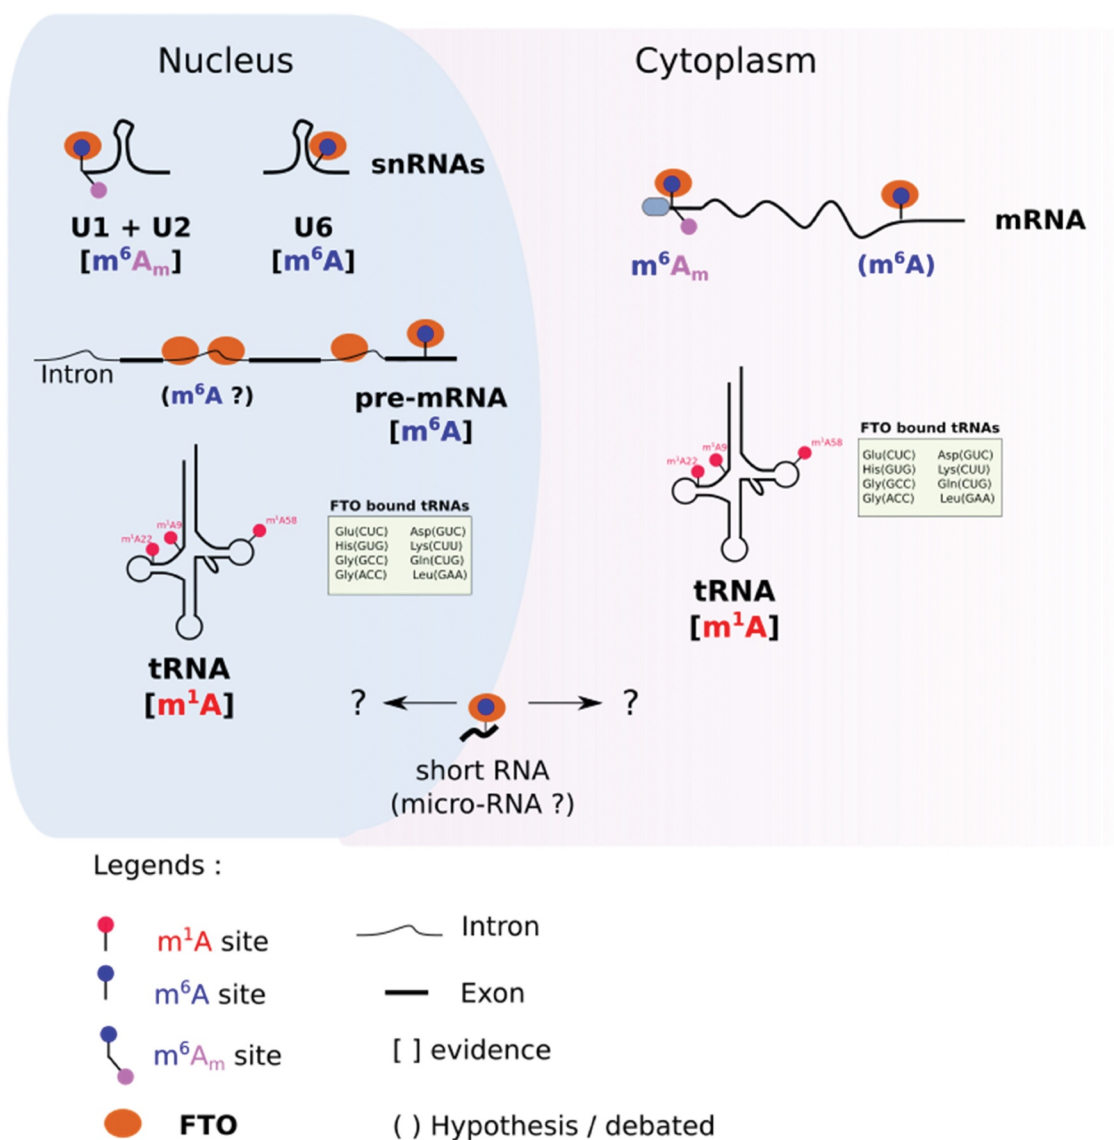 Nucleus
Cytoplasm
snRNAs
U1 + U2
[m⁶Aₘ]
U6
[m⁶A]
mRNA
m⁶Aₘ
(m⁶A)
Intron
(m⁶A ?)
pre-mRNA
[m⁶A]
m¹A22
m¹A9
m¹A58
FTO bound tRNAs
Glu(CUC) Asp(GUC)
His(GUG) Lys(CUU)
Gly(GCC) Gln(CUG)
Gly(ACC) Leu(GAA)
tRNA
[m¹A]
m¹A22
m¹A9
m¹A58
FTO bound tRNAs
Glu(CUC) Asp(GUC)
His(GUG) Lys(CUU)
Gly(GCC) Gln(CUG)
Gly(ACC) Leu(GAA)
tRNA
[m¹A]
? ?
short RNA
(micro-RNA ?)
Legends :
m¹A site
m⁶A site
m⁶Aₘ site
FTO
Intron
Exon
[ ] evidence
( ) Hypothesis / debated